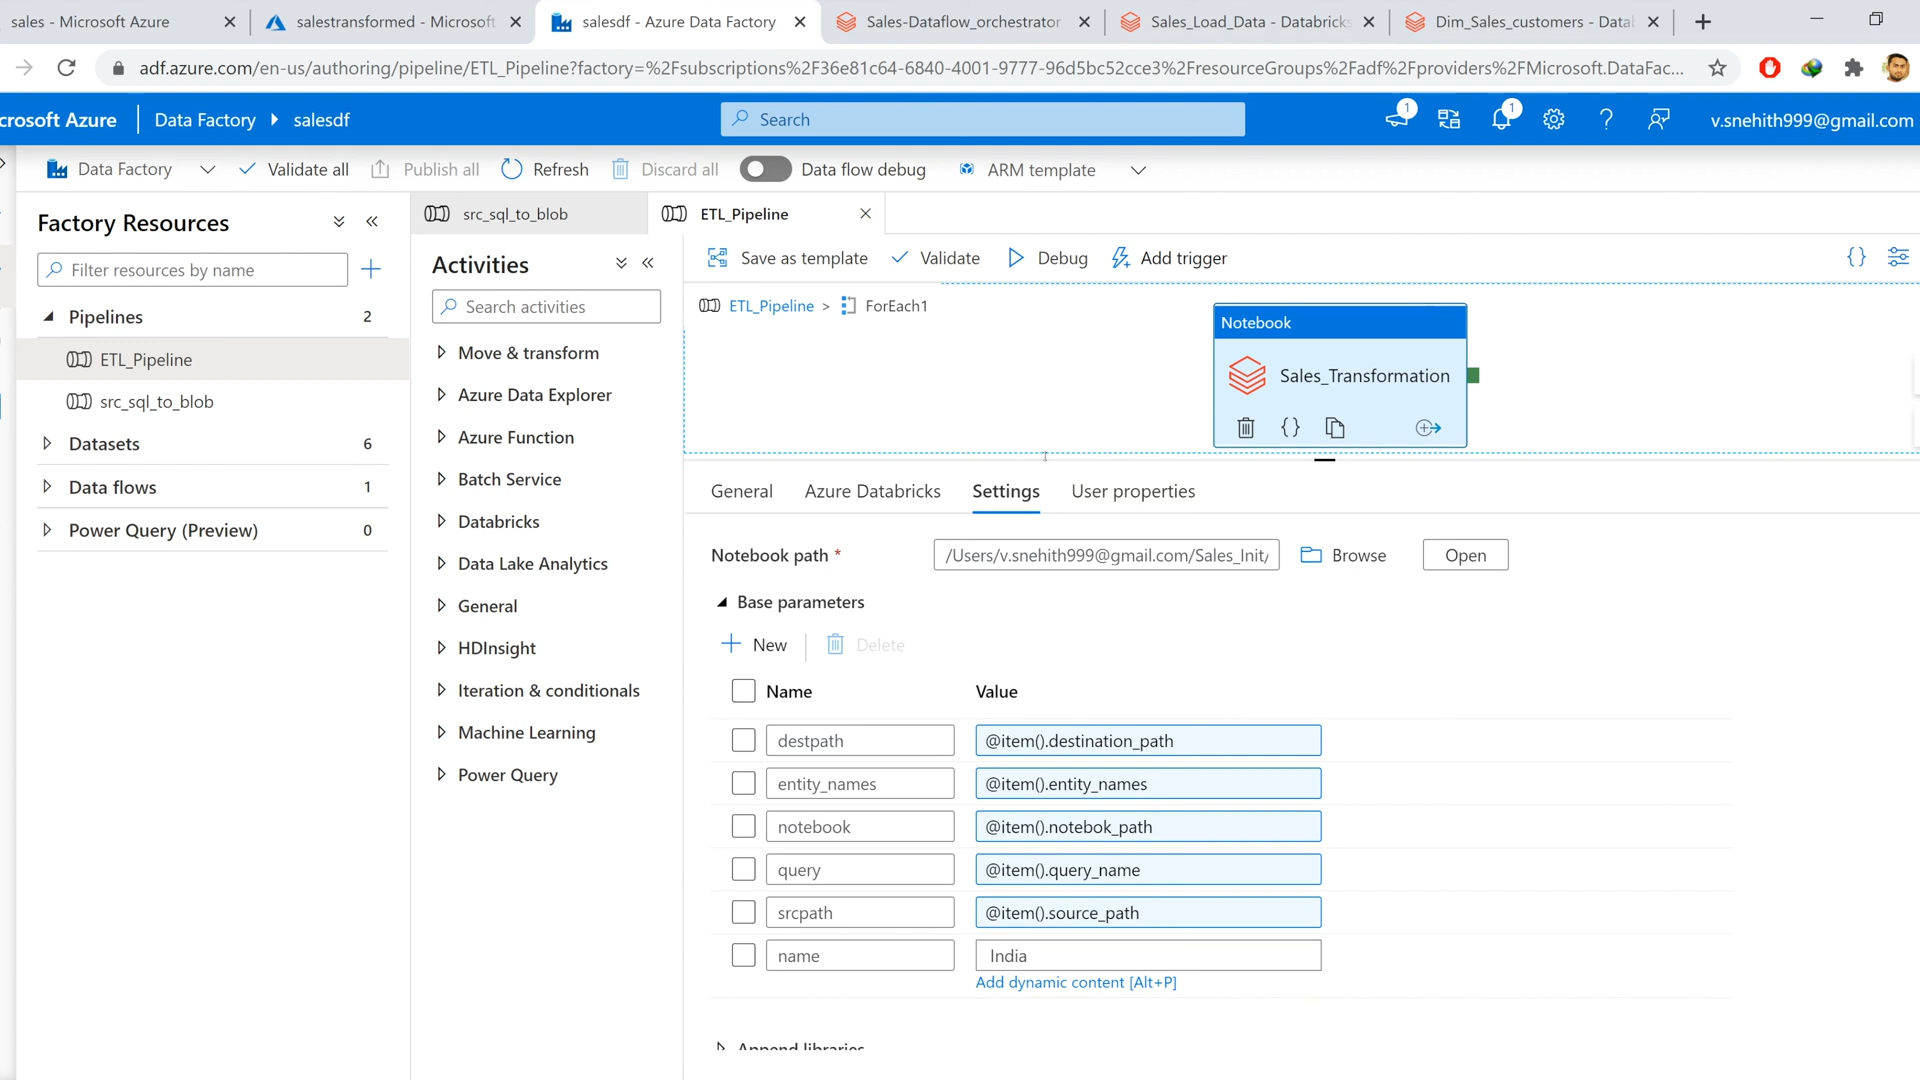 sales - Microsoft Azure
salestransformed - Microsoft
salesdf - Azure Data Factory
Sales-Dataflow_orchestrator
Sales_Load_Data - Databricks
Dim_Sales_customers - Data
adf.azure.com/en-us/authoring/pipeline/ETL_Pipeline?factory=%2Fsubscriptions%2F36e81c64-6840-4001-9777-96d5bc52cce3%2FresourceGroups%2Fadf%2Fproviders%2FMicrosoft.DataFac...
crosoft Azure
Data Factory
salesdf
Search
1
1
v.snehith999@gmail.com
Data Factory
Validate all
Publish all
Refresh
Discard all
Data flow debug
ARM template
Factory Resources
Filter resources by name
Pipelines 2
ETL_Pipeline
src_sql_to_blob
Datasets 6
Data flows 1
Power Query (Preview) 0
src_sql_to_blob
ETL_Pipeline
Activities
Search activities
Move & transform
Azure Data Explorer
Azure Function
Batch Service
Databricks
Data Lake Analytics
General
HDInsight
Iteration & conditionals
Machine Learning
Power Query
Save as template
Validate
Debug
Add trigger
{}
ETL_Pipeline > ForEach1
Notebook
Sales_Transformation
{}
General
Azure Databricks
Settings
User properties
Notebook path *
/Users/v.snehith999@gmail.com/Sales_Init/
Browse
Open
Base parameters
New
Delete
Name Value
destpath @item().destination_path
entity_names @item().entity_names
notebook @item().notebok_path
query @item().query_name
srcpath @item().source_path
name India
Add dynamic content [Alt+P]
Append libraries